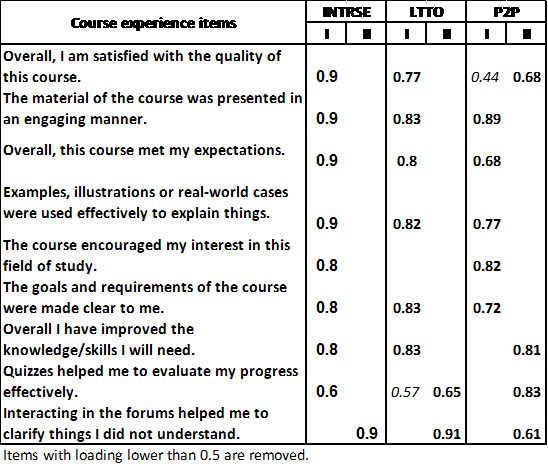 Course experience items INTRSE LTTO P2P
I II I II I II
Overall, I am satisfied with the quality of
this course. 0.9 0.77 0.44 0.68
The material of the course was presented in
an engaging manner. 0.9 0.83 0.89
Overall, this course met my expectations. 0.9 0.8 0.68
Examples, illustrations or real-world cases
were used effectively to explain things. 0.9 0.82 0.77
The course encouraged my interest in this
field of study. 0.8 0.82
The goals and requirements of the course
were made clear to me. 0.8 0.83 0.72
Overall I have improved the
knowledge/skills I will need. 0.8 0.83 0.81
Quizzes helped me to evaluate my progress
effectively. 0.6 0.57 0.65 0.83
Interacting in the forums helped me to
clarify things I did not understand. 0.9 0.91 0.61
Items with loading lower than 0.5 are removed.